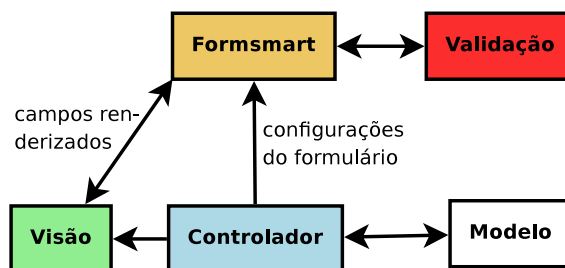 Formsmart
Validação
campos ren-
derizados
configurações
do formulário
Visão
Controlador
Modelo